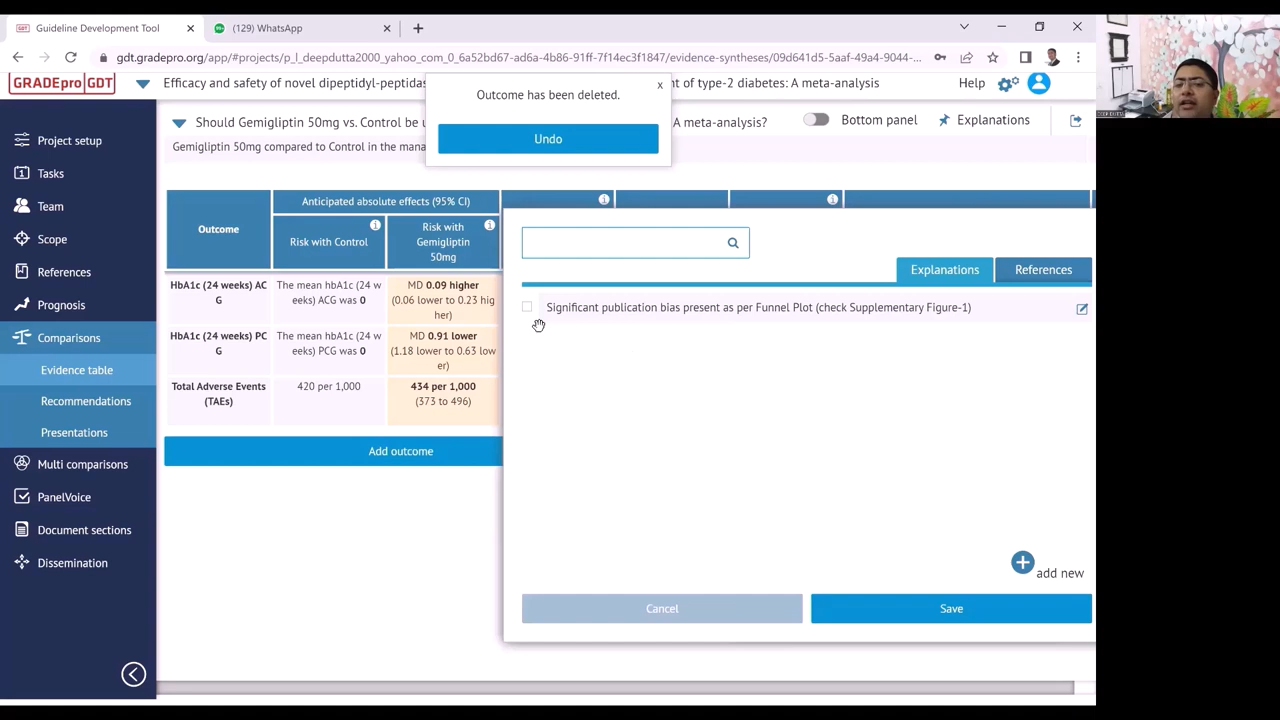 Guideline Development Tool
(129) WhatsApp
gdt.gradepro.org/app/#projects/p_l_deepdutta2000_yahoo_com_0_6a52bd67-ad6a-4b86-91ff-7f14ec3f1847/evidence-syntheses/09d641d5-5aaf-49a4-9044-...
GRADEpro|GDT
Efficacy and safety of novel dipeptidyl-peptidas
t of type-2 diabetes: A meta-analysis
Help
Outcome has been deleted.
x
Undo
Should Gemigliptin 50mg vs. Control be u
A meta-analysis?
Bottom panel
Explanations
Gemigliptin 50mg compared to Control in the mana
Project setup
Tasks
Team
Scope
References
Prognosis
Comparisons
Evidence table
Recommendations
Presentations
Multi comparisons
PanelVoice
Document sections
Dissemination
Outcome
Anticipated absolute effects (95% CI)
Risk with Control
Risk with
Gemigliptin
50mg
HbA1c (24 weeks) AC
G
The mean hbA1c (24 w
eeks) ACG was 0
MD 0.09 higher
(0.06 lower to 0.23 hig
her)
HbA1c (24 weeks) PC
G
The mean hbA1c (24 w
eeks) PCG was 0
MD 0.91 lower
(1.18 lower to 0.63 low
er)
Total Adverse Events
(TAEs)
420 per 1,000
434 per 1,000
(373 to 496)
Add outcome
Explanations
References
Significant publication bias present as per Funnel Plot (check Supplementary Figure-1)
add new
Cancel
Save